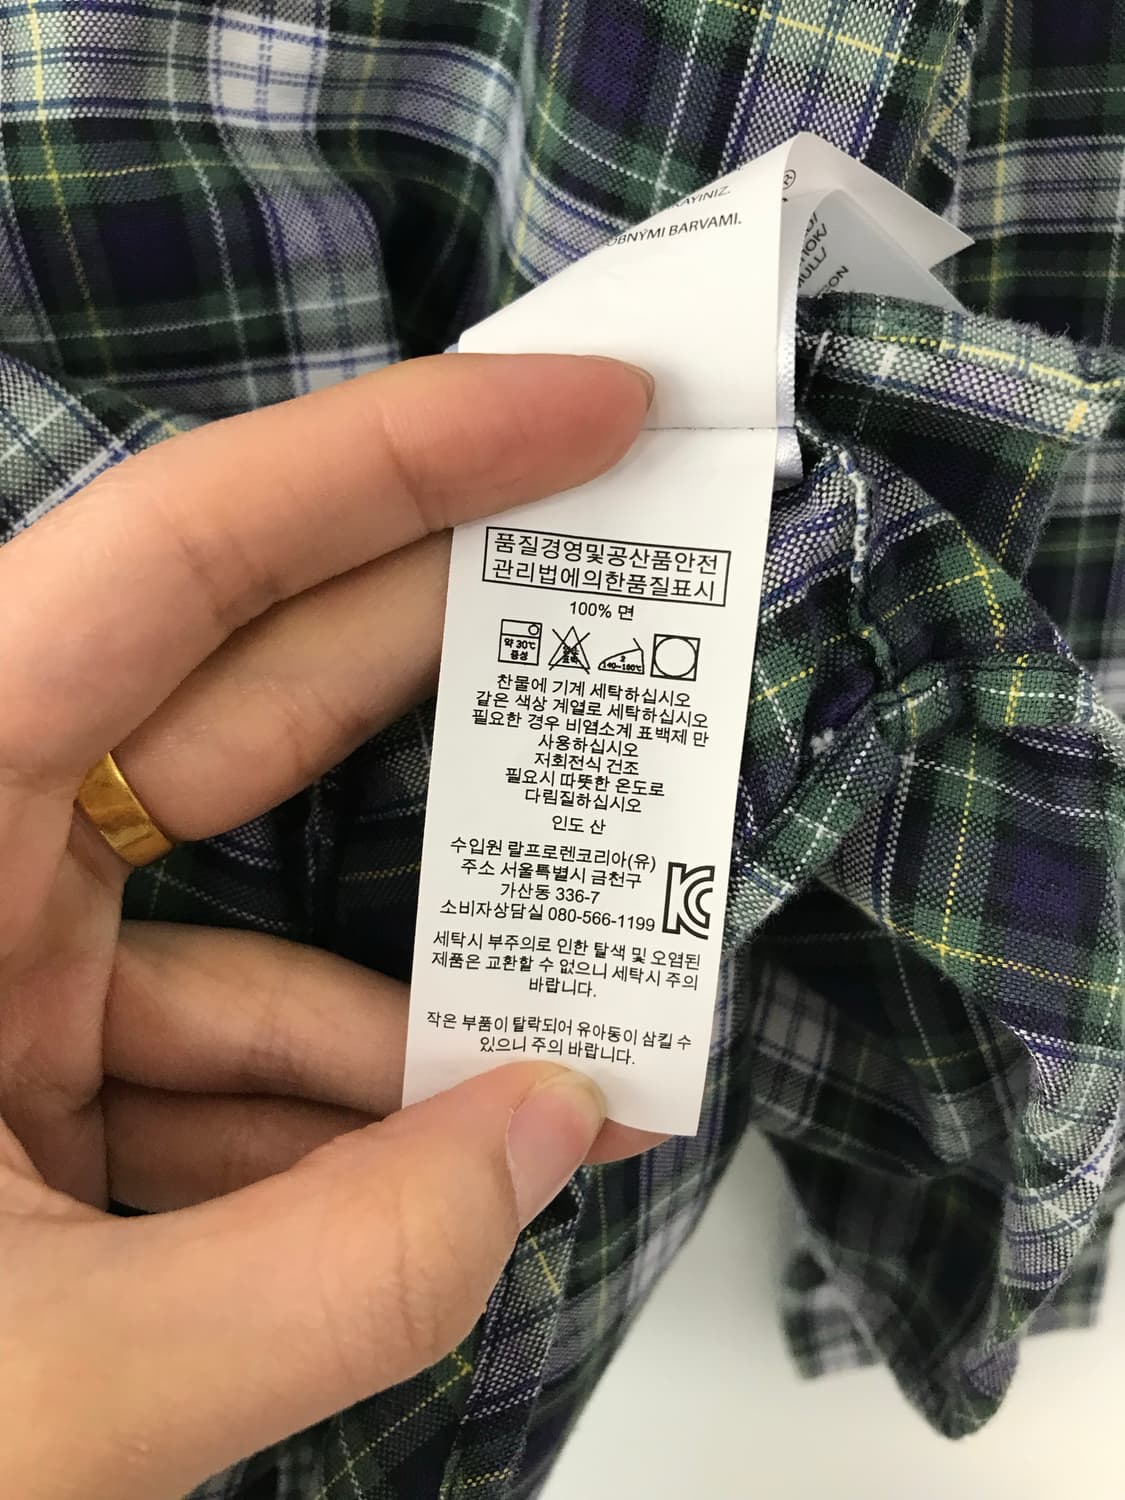 KAYINIZ.
OBNÝMI BARVAMI.
품질경영및공산품안전
관리법에의한품질표시
100% 면
약 30℃
중성
140~160℃
찬물에 기계 세탁하십시오
같은 색상 계열로 세탁하십시오
필요한 경우 비염소계 표백제 만
사용하십시오
저회전식 건조
필요시 따뜻한 온도로
다림질하십시오
인도 산
수입원 랄프로렌코리아(유)
주소 서울특별시 금천구
가산동 336-7
소비자상담실 080-566-1199
세탁시 부주의로 인한 탈색 및 오염된
제품은 교환할 수 없으니 세탁시 주의
바랍니다.
작은 부품이 탈락되어 유아동이 삼킬 수
있으니 주의 바랍니다.